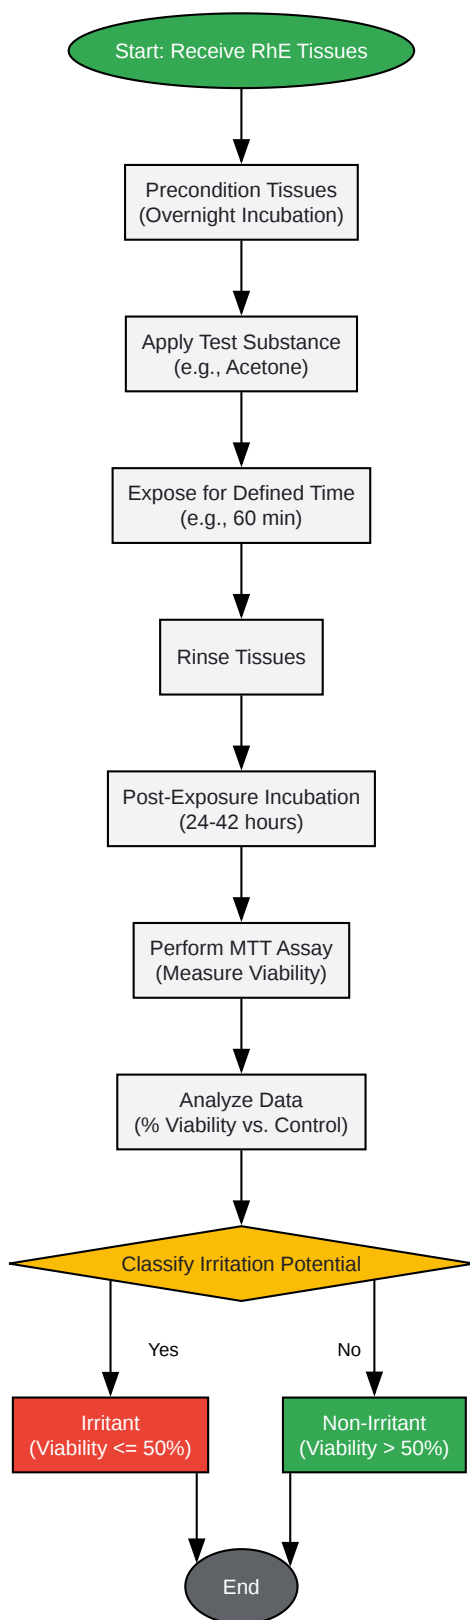 Start: Receive RhE Tissues
Precondition Tissues
(Overnight Incubation)
Apply Test Substance
(e.g., Acetone)
Expose for Defined Time
(e.g., 60 min)
Rinse Tissues
Post-Exposure Incubation
(24-42 hours)
Perform MTT Assay
(Measure Viability)
Analyze Data
(% Viability vs. Control)
Classify Irritation Potential
Yes
No
Irritant
(Viability <= 50%)
Non-Irritant
(Viability > 50%)
End